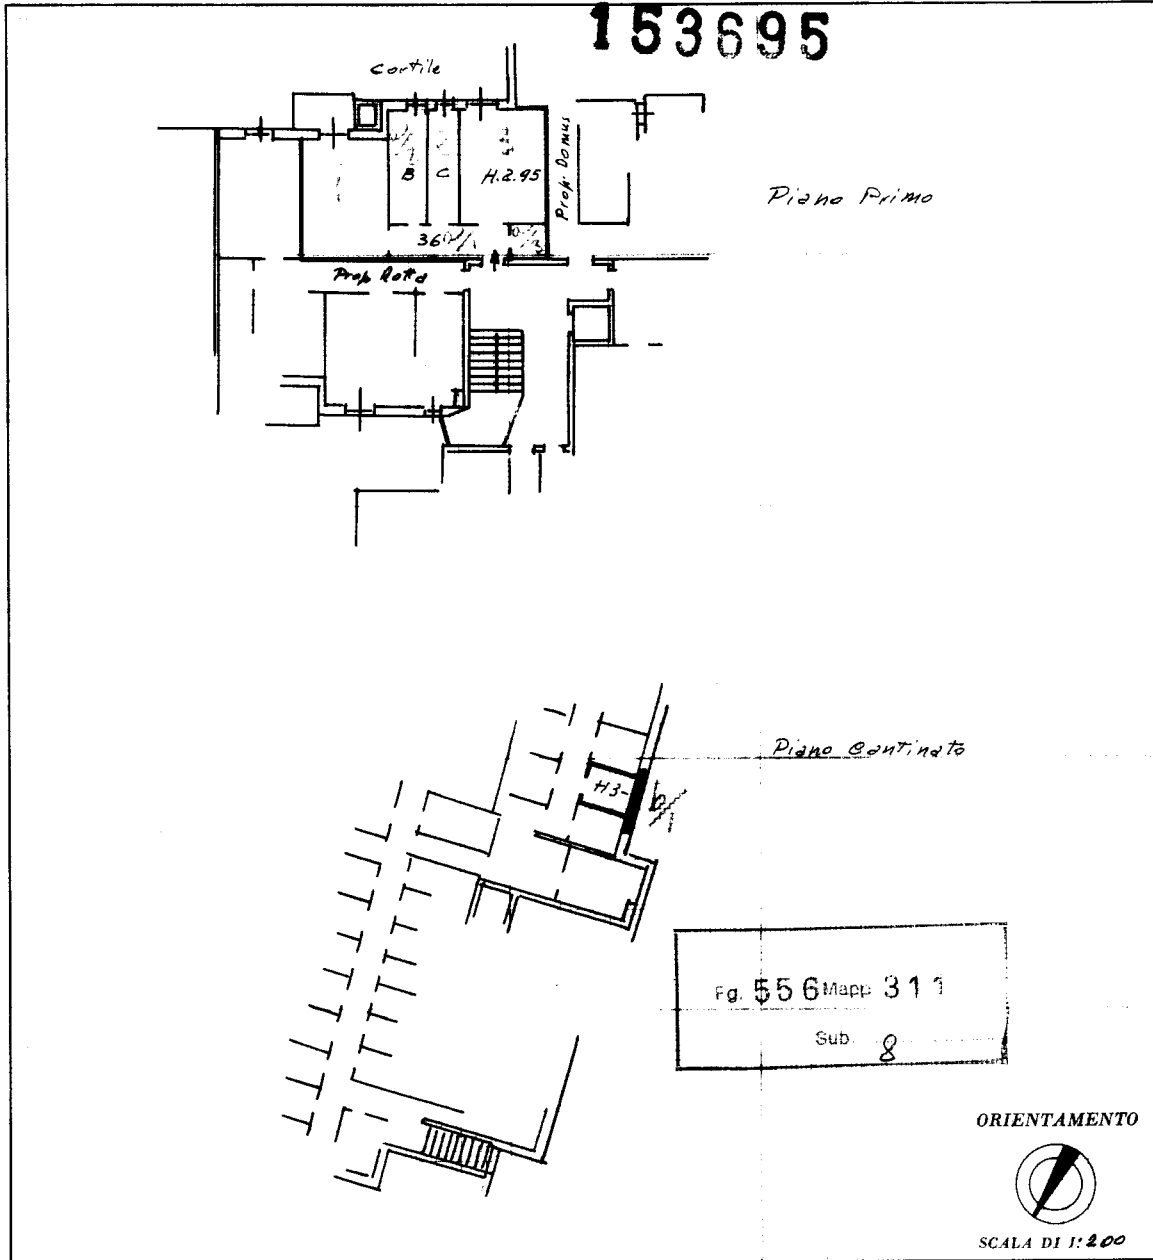 153695
Cortile
Prop. Domus
B C H.2.95
Piano Primo
36
Prop Rotta
Piano Cantinato
H3-
Fg. 556 Mapp 311
Sub 8
ORIENTAMENTO
SCALA DI 1:200